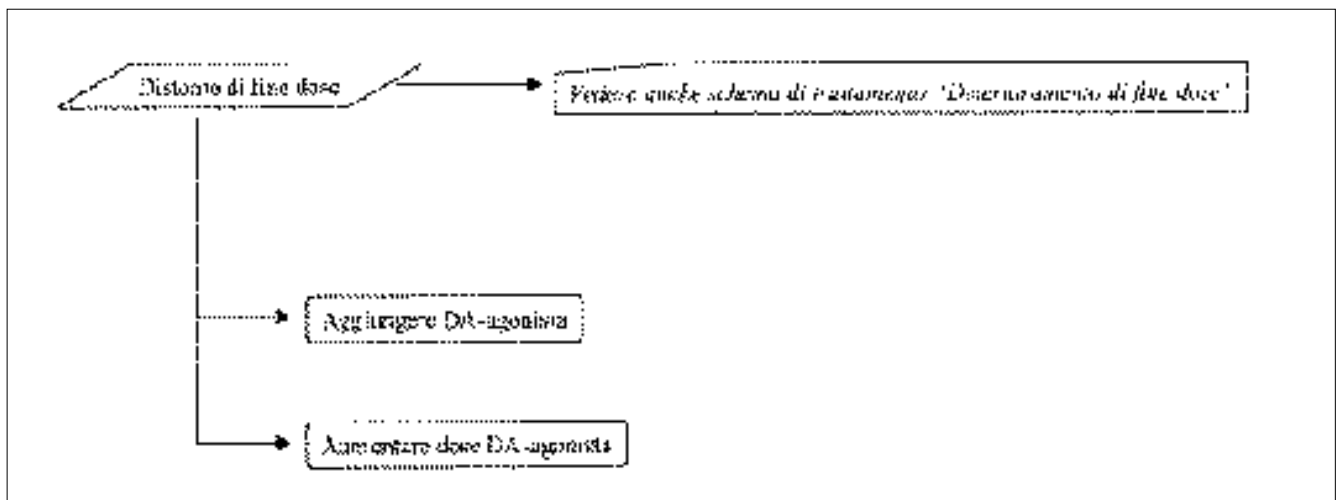 Distonie di fine dose
Vedere anche schema di trattamento: "Deterioramento di fine dose"
Aggiungere DA-agonista
Aumentare dose DA-agonista